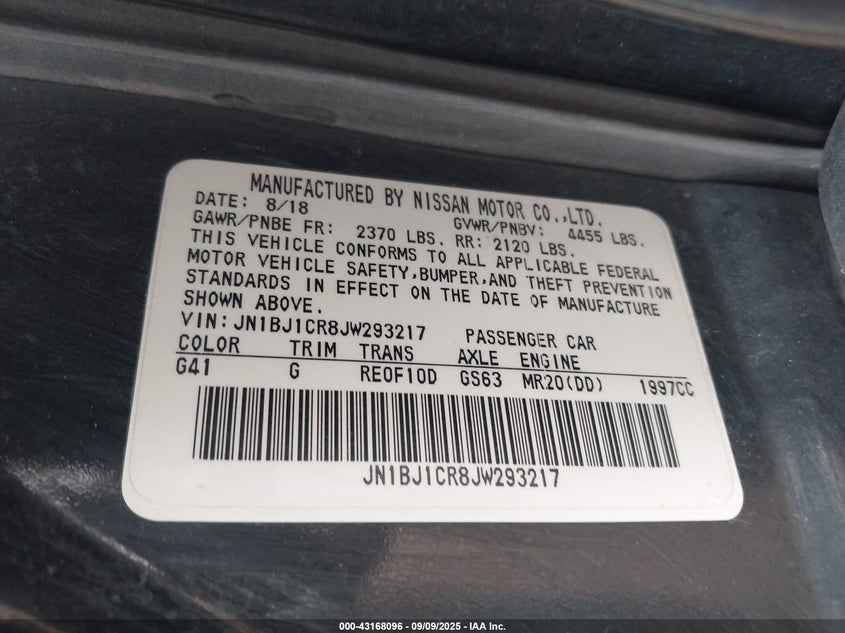 MANUFACTURED BY NISSAN MOTOR CO.,LTD.
DATE: 8/18 GVWR/PNBV: 4455 LBS.
GAWR/PNBE FR: 2370 LBS. RR: 2120 LBS.
THIS VEHICLE CONFORMS TO ALL APPLICABLE FEDERAL
MOTOR VEHICLE SAFETY,BUMPER,AND THEFT PREVENTION
STANDARDS IN EFFECT ON THE DATE OF MANUFACTURE
SHOWN ABOVE.
VIN:JN1BJ1CR8JW293217 PASSENGER CAR
COLOR TRIM TRANS AXLE ENGINE
G41 G RE0F10D GS63 MR20(DD) 1997CC
JN1BJ1CR8JW293217
000-43168096 - 09/09/2025 - IAA Inc.